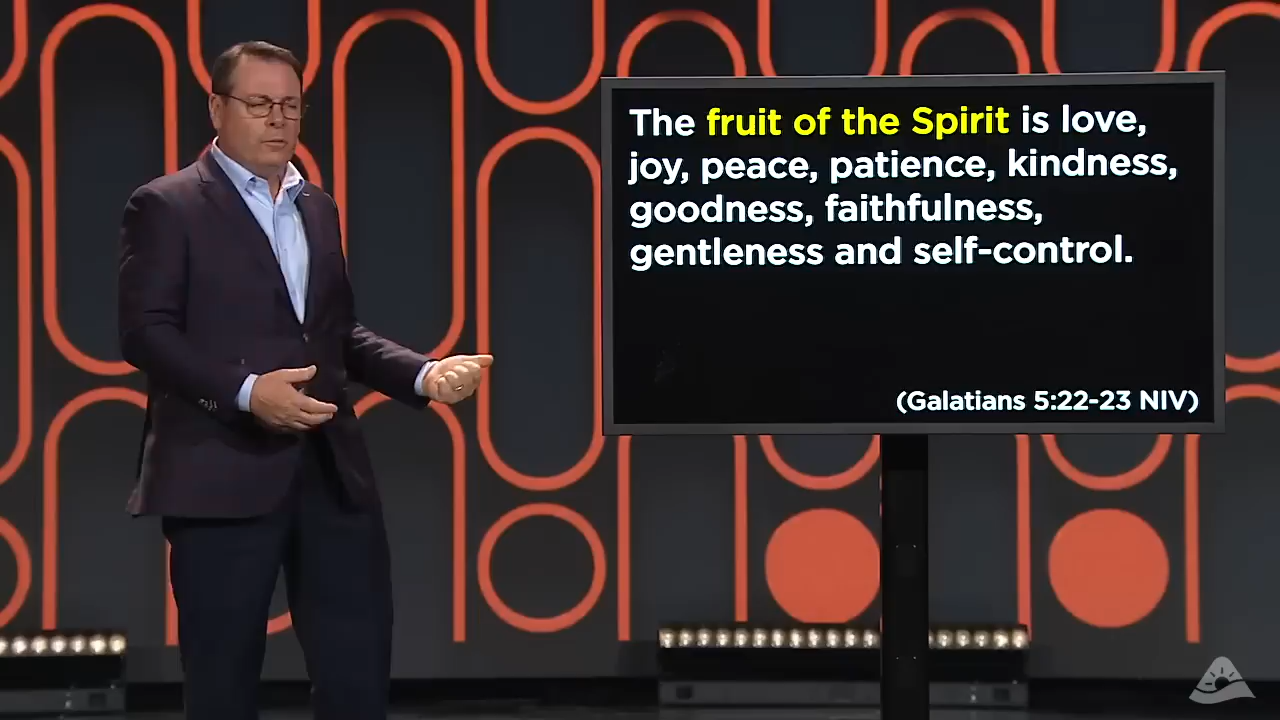 The fruit of the Spirit is love,
joy, peace, patience, kindness,
goodness, faithfulness,
gentleness and self-control.
(Galatians 5:22-23 NIV)